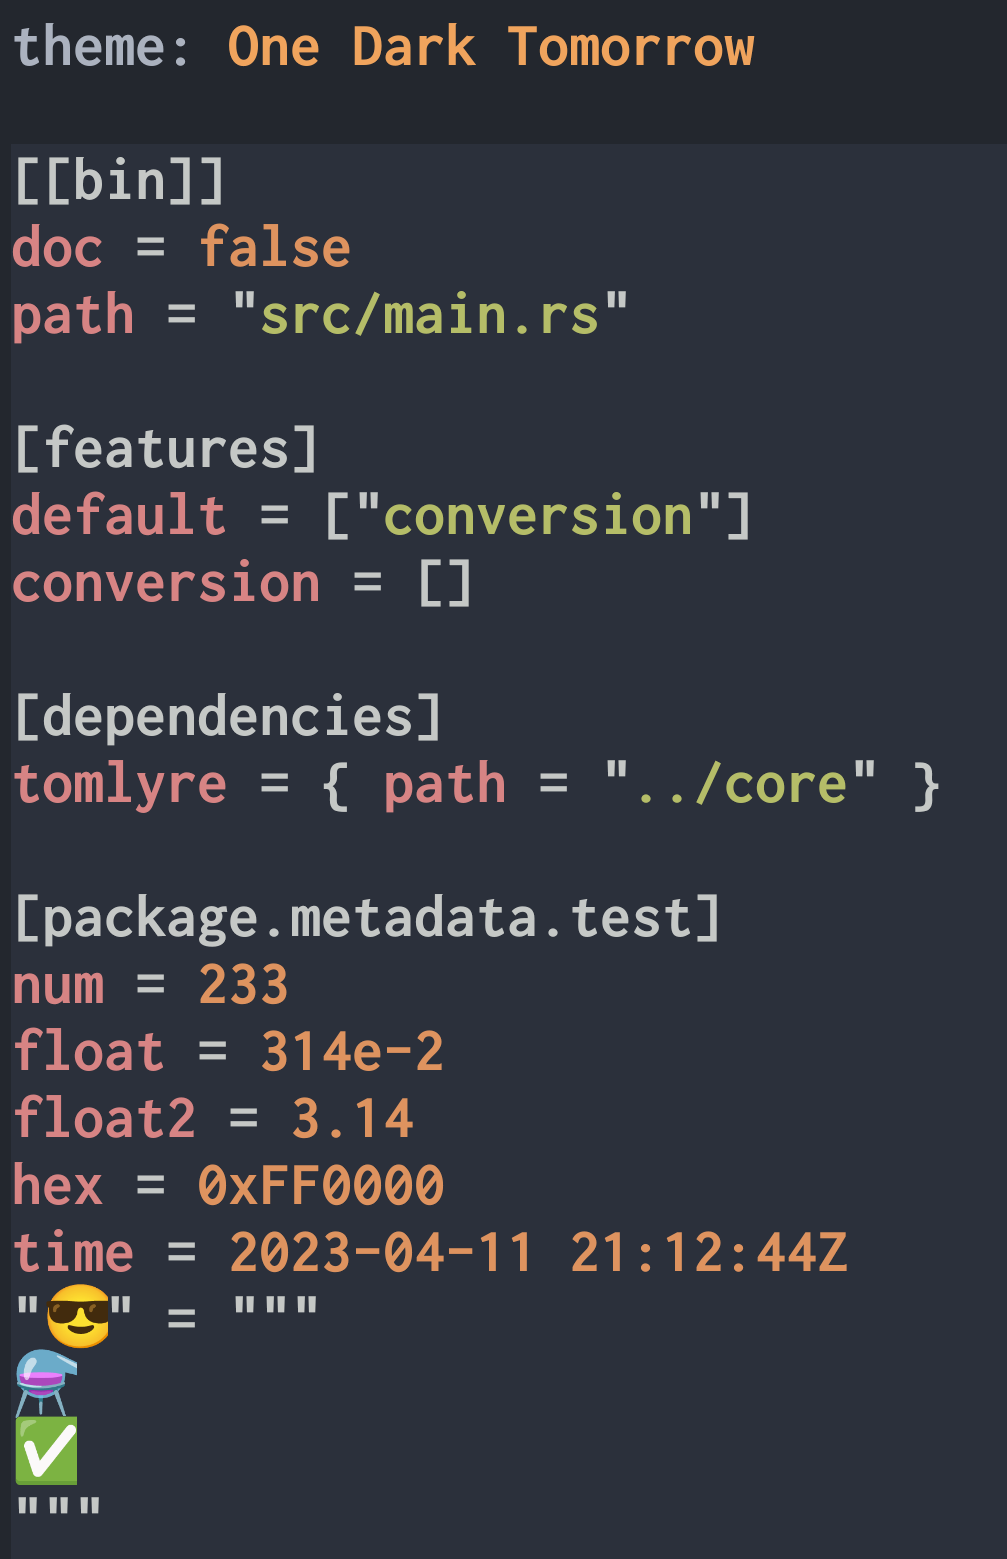 theme: One Dark Tomorrow
[[bin]]
doc = false
path = "src/main.rs"
[features]
default = ["conversion"]
conversion = []
[dependencies]
tomlyre = { path = "../core" }
[package.metadata.test]
num = 233
float = 314e-2
float2 = 3.14
hex = 0xFF0000
time = 2023-04-11 21:12:44Z
"😎" = """
⚗️
✅
"""